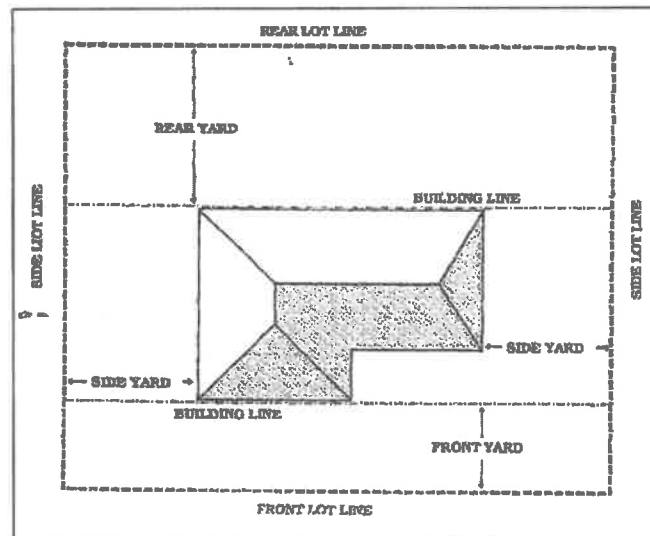 REAR LOT LINE
REAR YARD
BUILDING LINE
SIDE LIOT LINE
SIDE LOT LINE
SIDE YARD
SIDE YARD
BUILDING LINE
FRONT YARD
FRONT LOT LINE